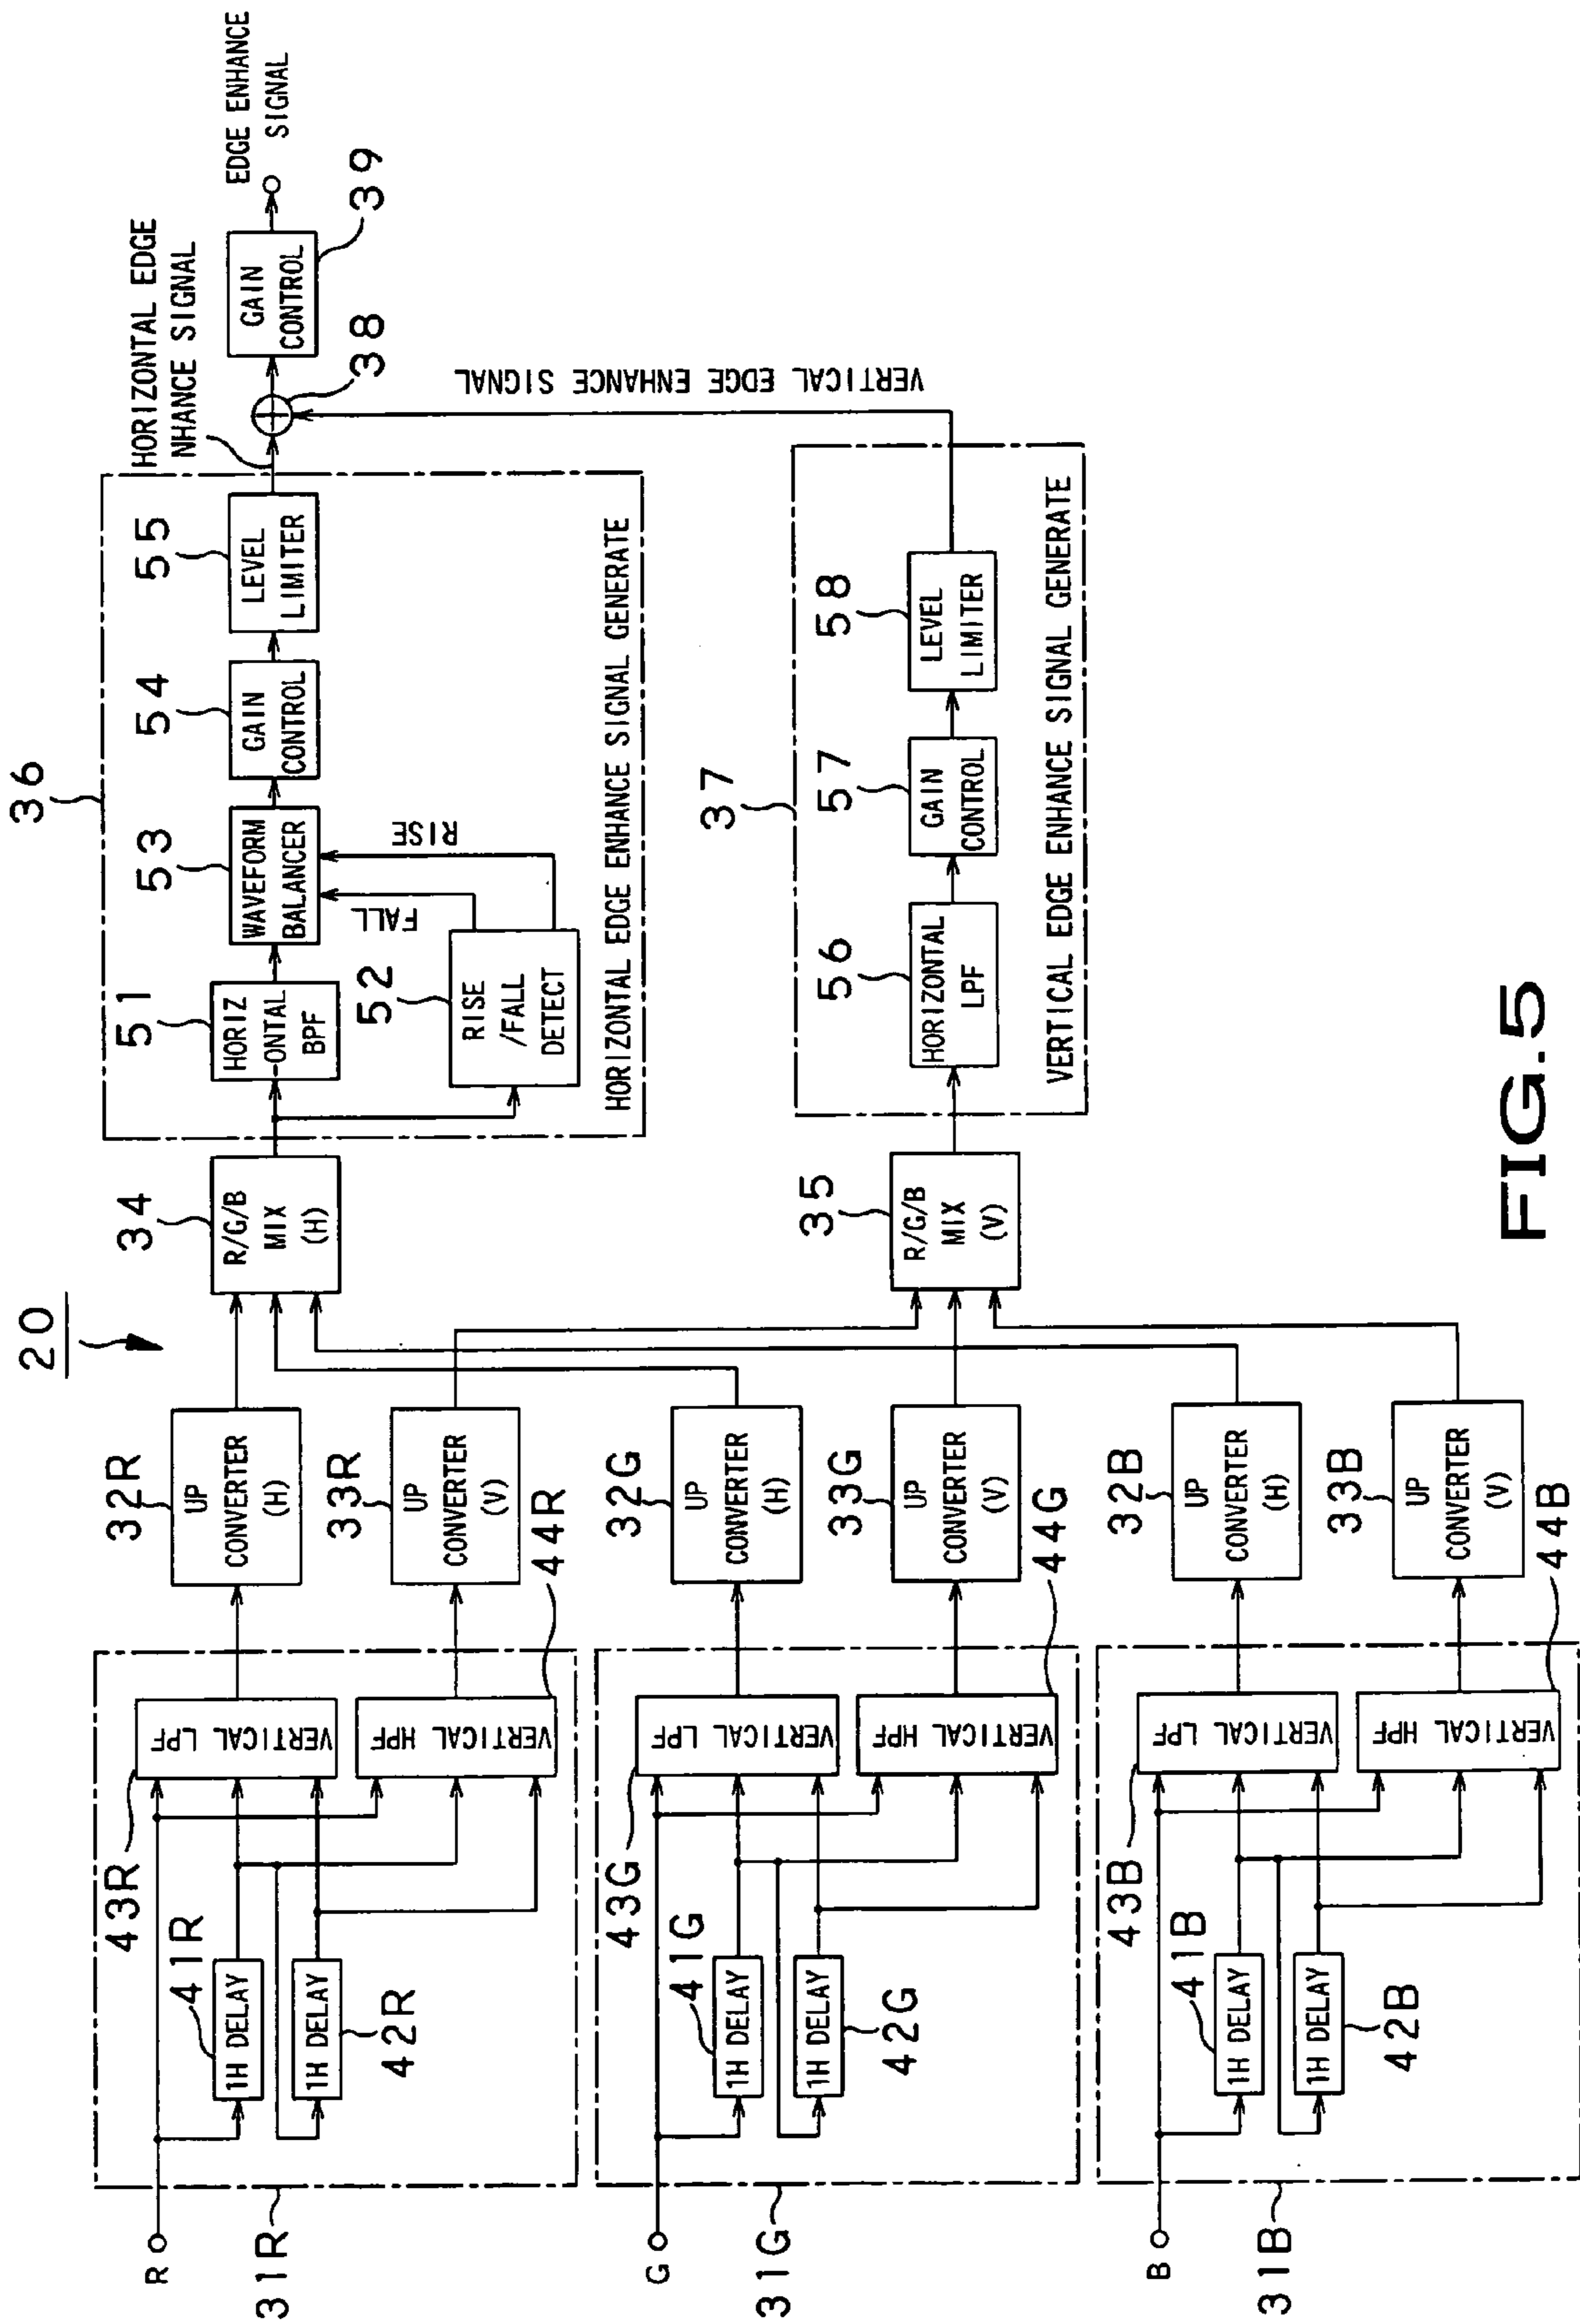 20
R
31R
41R
1H DELAY
1H DELAY
42R
43R
VERTICAL LPF
VERTICAL HPF
44R
32R
UP
CONVERTER
(H)
33R
UP
CONVERTER
(V)
G
31G
41G
1H DELAY
1H DELAY
42G
43G
VERTICAL LPF
VERTICAL HPF
44G
32G
UP
CONVERTER
(H)
33G
UP
CONVERTER
(V)
B
31B
41B
1H DELAY
1H DELAY
42B
43B
VERTICAL LPF
VERTICAL HPF
44B
32B
UP
CONVERTER
(H)
33B
UP
CONVERTER
(V)
34
R/G/B
MIX
(H)
35
R/G/B
MIX
(V)
36
51
HORIZ
-ONTAL
BPF
52
RISE
/FALL
DETECT
FALL
RISE
53
WAVEFORM
BALANCER
54
GAIN
CONTROL
55
LEVEL
LIMITER
HORIZONTAL EDGE ENHANCE SIGNAL GENERATE
37
56
HORIZONTAL
LPF
57
GAIN
CONTROL
58
LEVEL
LIMITER
VERTICAL EDGE ENHANCE SIGNAL GENERATE
HORIZONTAL EDGE
NHANCE SIGNAL
VERTICAL EDGE ENHANCE SIGNAL
38
GAIN
CONTROL
39
EDGE ENHANCE
SIGNAL
FIG.5